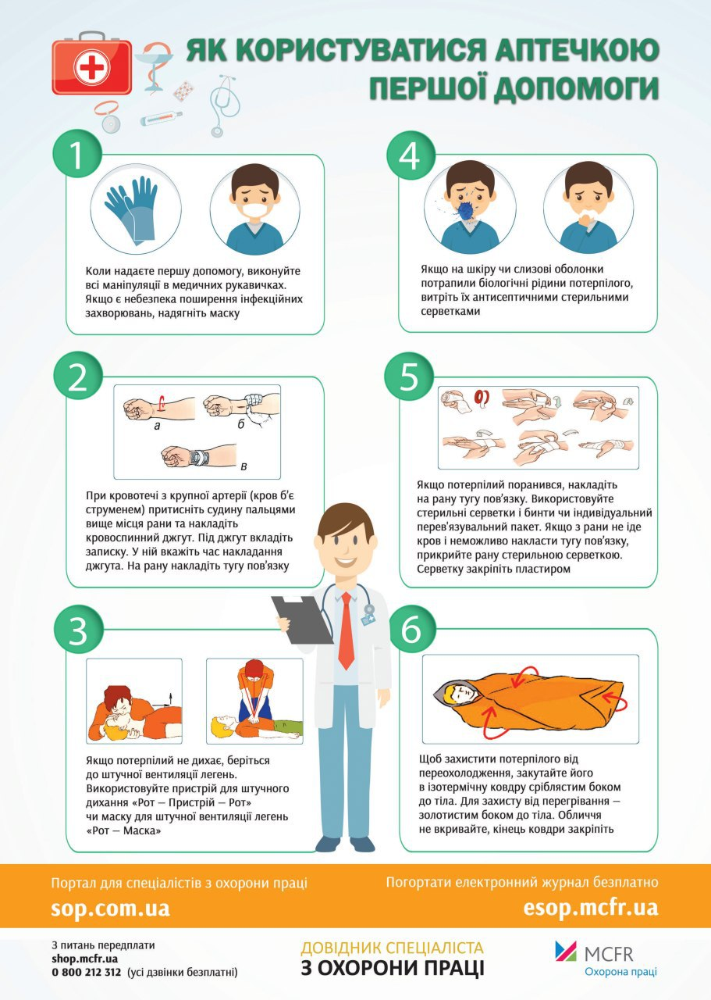 ЯК КОРИСТУВАТИСЯ АПТЕЧКОЮ
ПЕРШОЇ ДОПОМОГИ
1
Коли надаєте першу допомогу, виконуйте
всі маніпуляції в медичних рукавичках.
Якщо є небезпека поширення інфекційних
захворювань, надягніть маску
2
а
б
в
При кровотечі з крупної артерії (кров б’є
струменем) притисніть судину пальцями
вище місця рани та накладіть
кровоспинний джгут. Під джгут вкладіть
записку. У ній вкажіть час накладання
джгута. На рану накладіть тугу пов’язку
3
Якщо потерпілий не дихає, беріться
до штучної вентиляції легень.
Використовуйте пристрій для штучного
дихання «Рот — Пристрій — Рот»
чи маску для штучної вентиляції легень
«Рот — Маска»
4
Якщо на шкіру чи слизові оболонки
потрапили біологічні рідини потерпілого,
витріть їх антисептичними стерильними
серветками
5
Якщо потерпілий поранився, накладіть
на рану тугу пов’язку. Використовуйте
стерильні серветки і бинти чи індивідуальний
перев’язувальний пакет. Якщо з рани не іде
кров і неможливо накласти тугу пов’язку,
прикрийте рану стерильною серветкою.
Серветку закріпіть пластиром
6
Щоб захистити потерпілого від
переохолодження, закутайте його
в ізотермічну ковдру сріблястим боком
до тіла. Для захисту від перегрівання —
золотистим боком до тіла. Обличчя
не вкривайте, кінець ковдри закріпіть
Портал для спеціалістів з охорони праці
sop.com.ua
Погортати електронний журнал безплатно
esop.mcfr.ua
З питань передплати
shop.mcfr.ua
0 800 212 312 (усі дзвінки безплатні)
ДОВІДНИК СПЕЦІАЛІСТА
З ОХОРОНИ ПРАЦІ
MCFR
Охорона праці